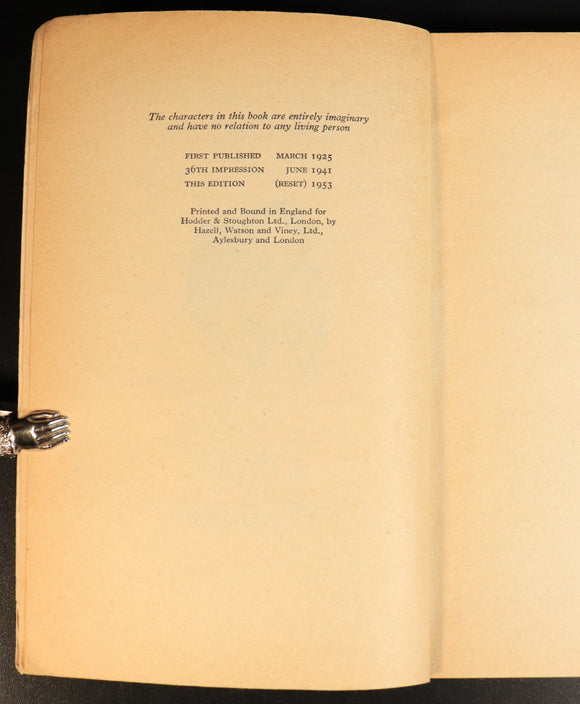 The characters in this book are entirely imaginary
and have no relation to any living person
FIRST PUBLISHED MARCH 1925
36TH IMPRESSION JUNE 1941
THIS EDITION (RESET) 1953
Printed and Bound in England for
Hodder & Stoughton Ltd., London, by
Hazell, Watson and Viney, Ltd.,
Aylesbury and London